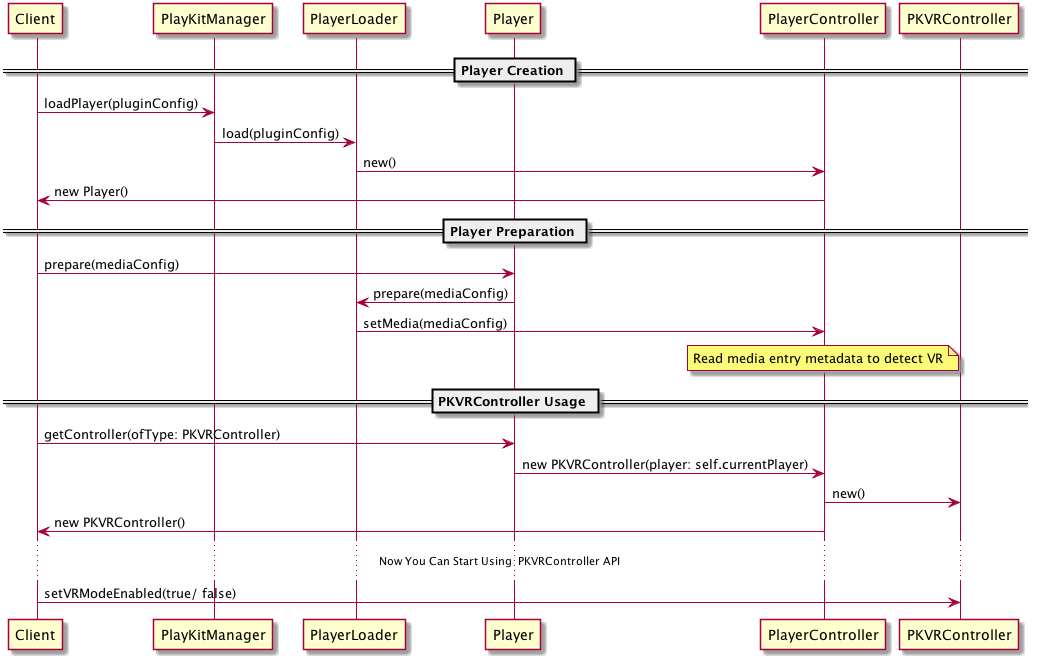 Client PlayKitManager PlayerLoader Player PlayerController PKVRController
Player Creation
loadPlayer(pluginConfig)
load(pluginConfig)
new()
new Player()
Player Preparation
prepare(mediaConfig)
prepare(mediaConfig)
setMedia(mediaConfig)
Read media entry metadata to detect VR
PKVRController Usage
getController(ofType: PKVRController)
new PKVRController(player: self.currentPlayer)
new()
new PKVRController()
Now You Can Start Using PKVRController API
setVRModeEnabled(true/ false)
Client PlayKitManager PlayerLoader Player PlayerController PKVRController